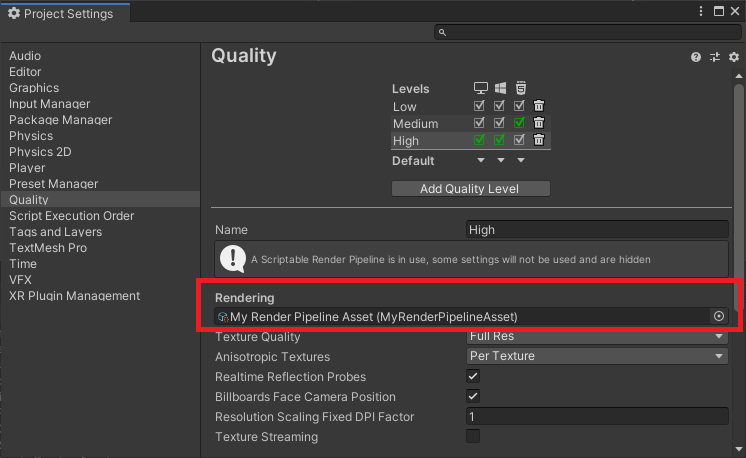 Project Settings
Audio
Editor
Graphics
Input Manager
Package Manager
Physics
Physics 2D
Player
Preset Manager
Quality
Script Execution Order
Tags and Layers
TextMesh Pro
Time
VFX
XR Plugin Management
Quality
Levels
Low
Medium
High
Default
Add Quality Level
Name High
A Scriptable Render Pipeline is in use, some settings will not be used and are hidden
Rendering
My Render Pipeline Asset (MyRenderPipelineAsset)
Texture Quality Full Res
Anisotropic Textures Per Texture
Realtime Reflection Probes
Billboards Face Camera Position
Resolution Scaling Fixed DPI Factor 1
Texture Streaming